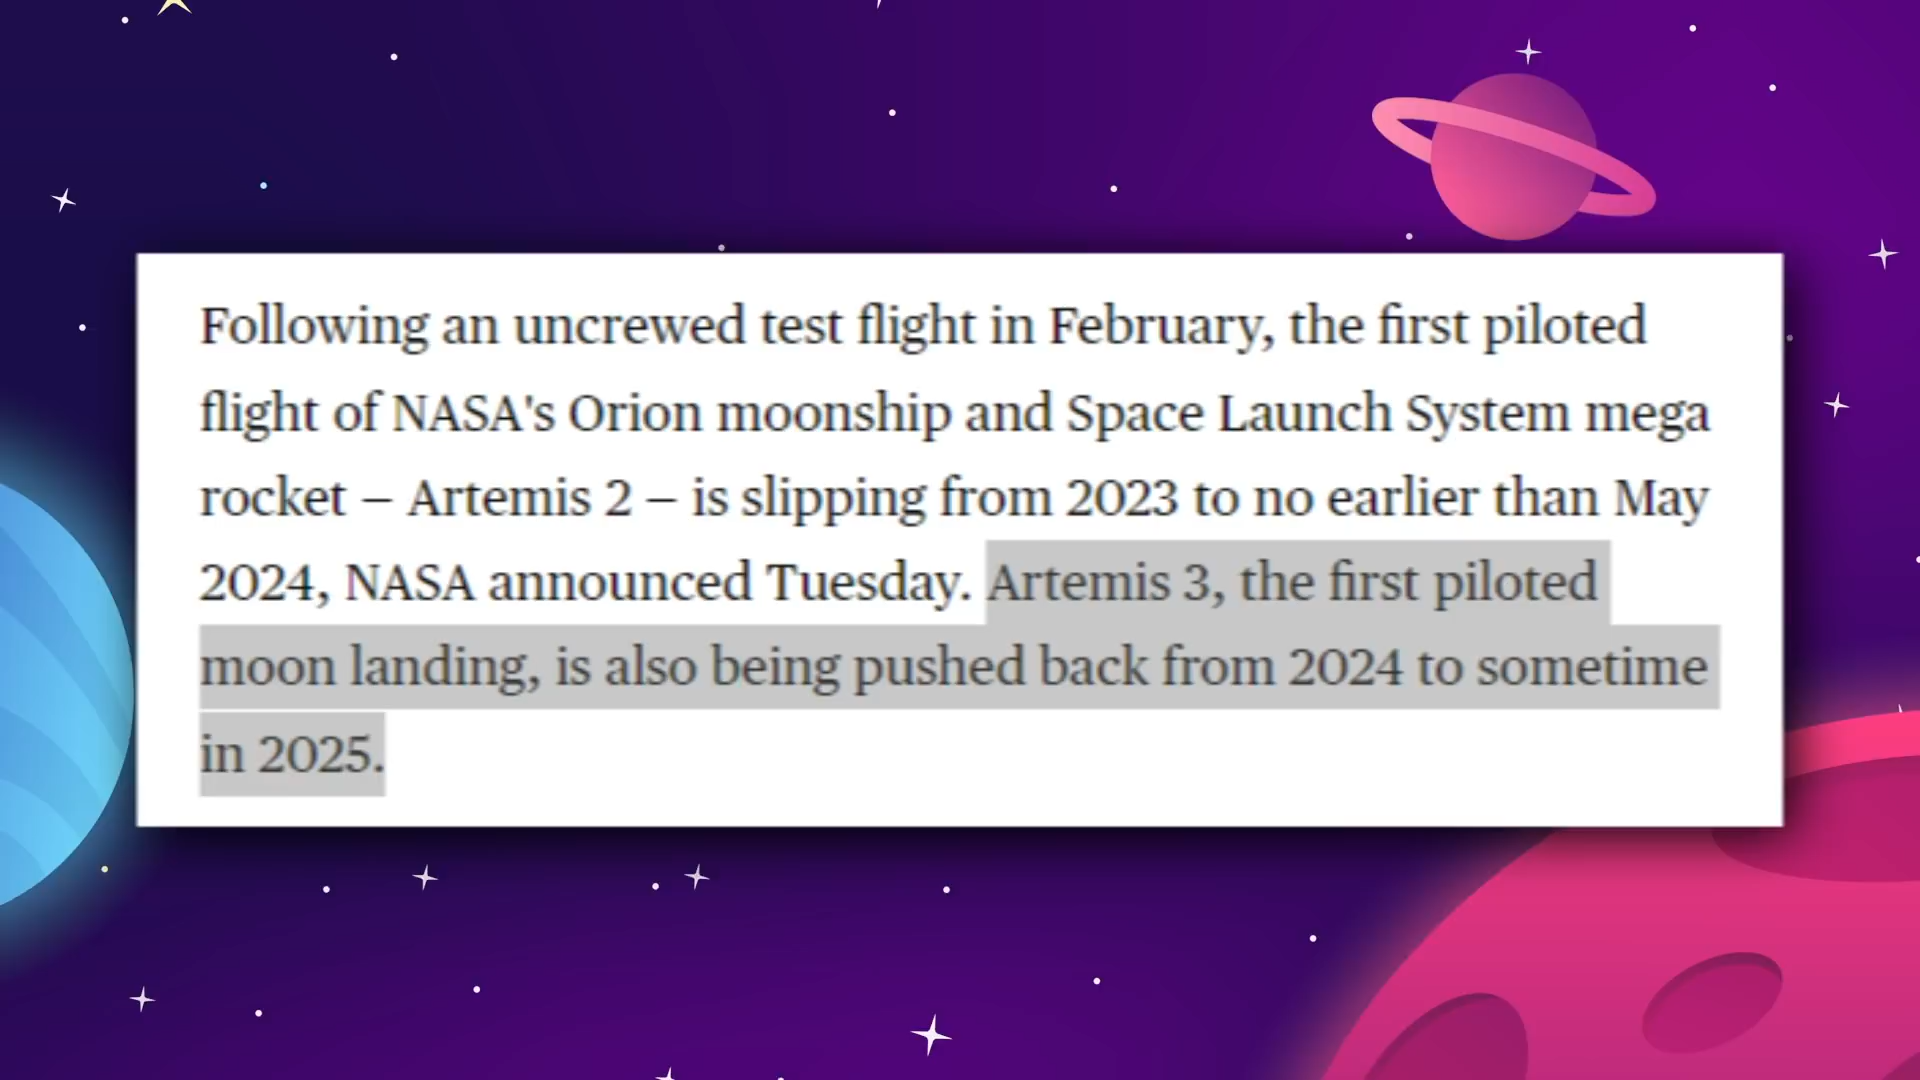 Following an uncrewed test flight in February, the first piloted
flight of NASA's Orion moonship and Space Launch System mega
rocket – Artemis 2 – is slipping from 2023 to no earlier than May
2024, NASA announced Tuesday. Artemis 3, the first piloted
moon landing, is also being pushed back from 2024 to sometime
in 2025.